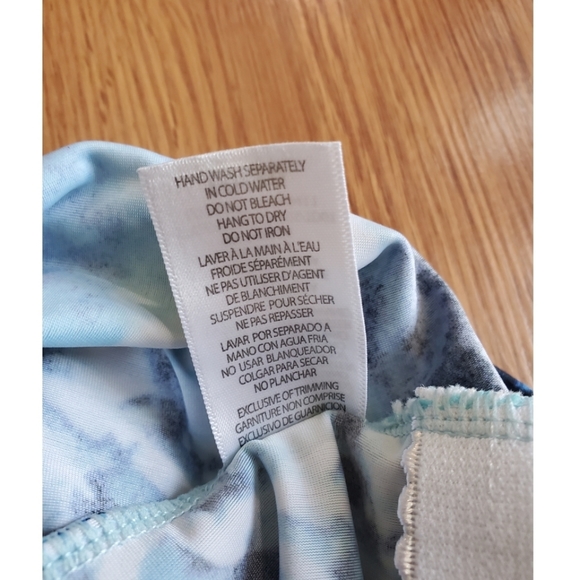 HAND WASH SEPARATELY
IN COLD WATER
DO NOT BLEACH
HANG TO DRY
DO NOT IRON
LAVER À LA MAIN À L'EAU
FROIDE SÉPARÉMENT
NE PAS UTILISER D'AGENT
DE BLANCHIMENT
SUSPENDRE POUR SÉCHER
NE PAS REPASSER
LAVAR POR SEPARADO A
MANO CON AGUA FRIA
NO USAR BLANQUEADOR
COLGAR PARA SECAR
NO PLANCHAR
EXCLUSIVE OF TRIMMING
GARNITURE NON COMPRISE
EXCLUSIVO DE GUARNICION